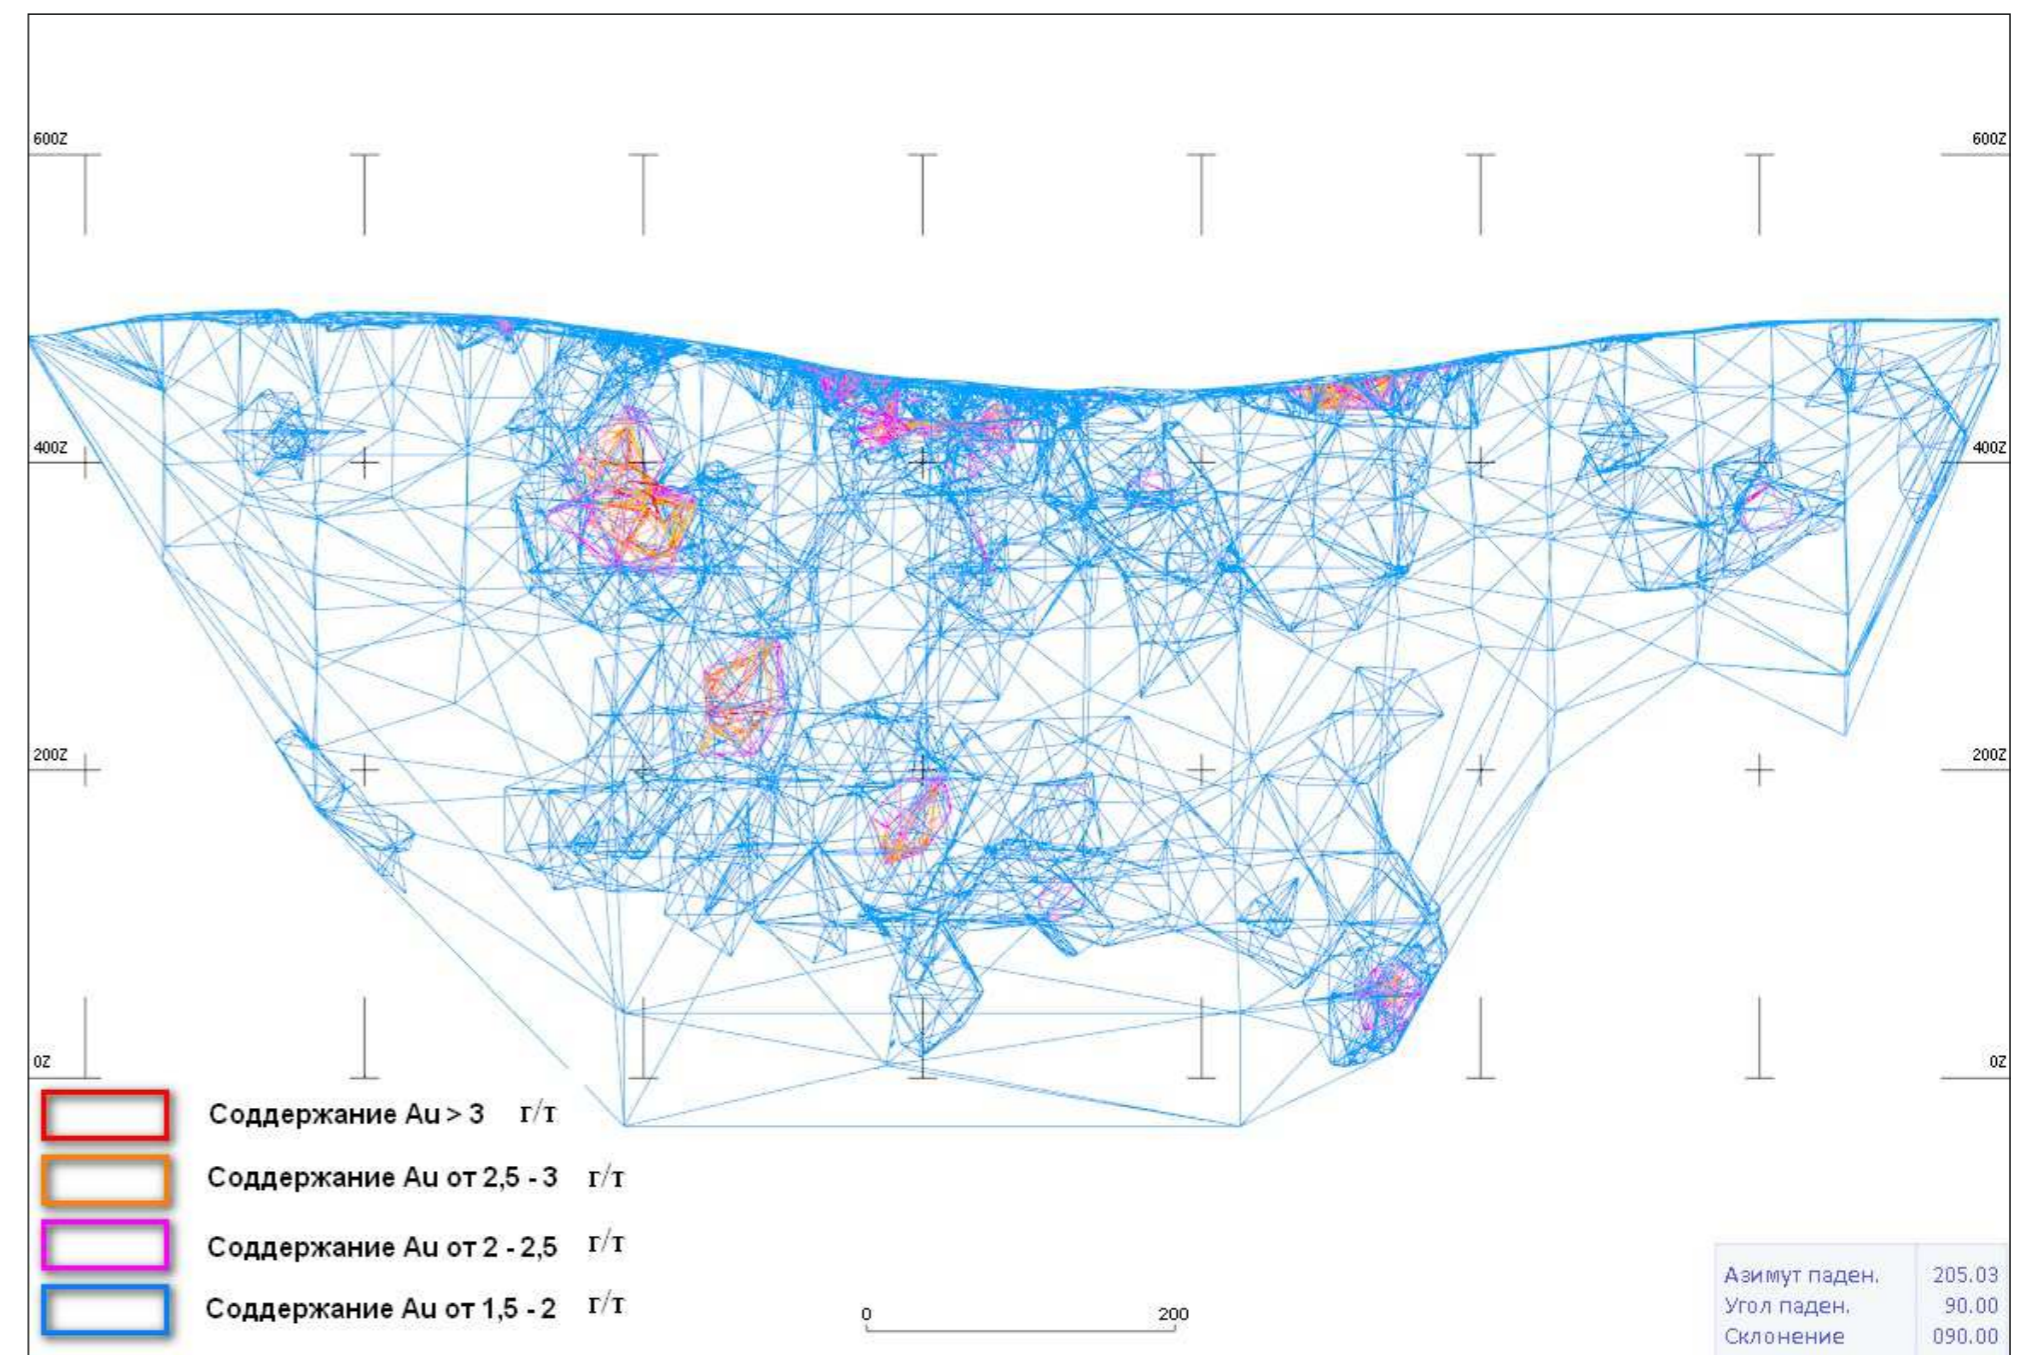 600Z 600Z
400Z 400Z
200Z 200Z
0Z 0Z
Соддержание Au > 3 г/т
Соддержание Au от 2,5 - 3 г/т
Соддержание Au от 2 - 2,5 г/т
Соддержание Au от 1,5 - 2 г/т
0 200
Азимут паден. 205.03
Угол паден. 90.00
Склонение 090.00